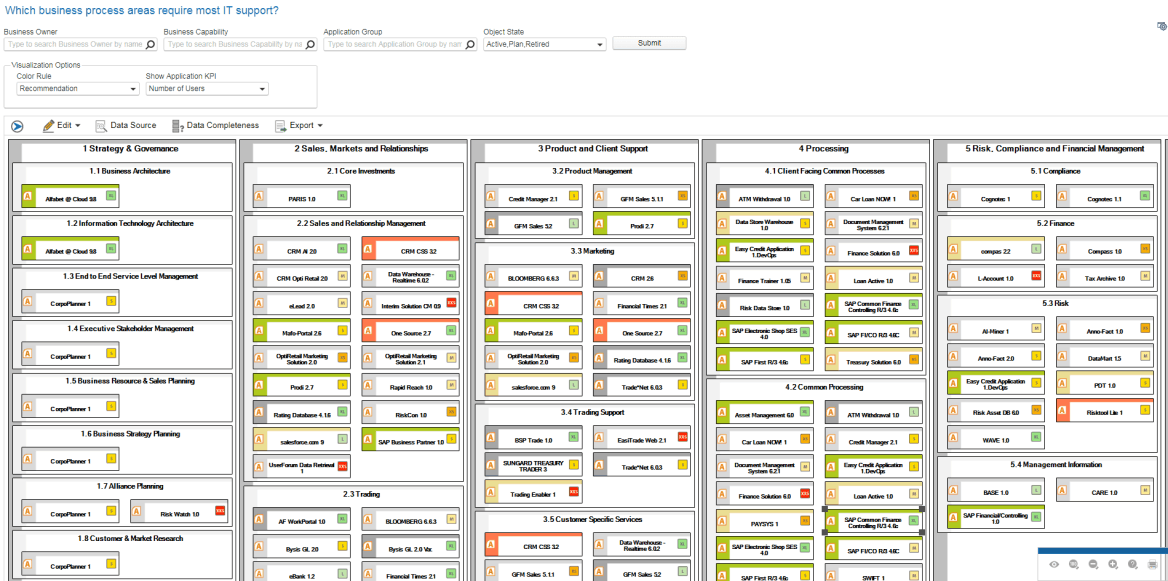 Which business process areas require most IT support?
Business Owner
Business Capability
Application Group
Object State
Type to search Business Owner by name
Type to search Business Capability by na
Type to search Application Group by nam
Active,Plan,Retired
Submit
Visualization Options
Color Rule
Show Application KPI
Recommendation
Number of Users
Edit
Data Source
Data Completeness
Export
1 Strategy & Governance
1.1 Business Architecture
Alfabet @ Cloud 9.8
1.2 Information Technology Architecture
Alfabet @ Cloud 9.8
1.3 End to End Service Level Management
CorpoPlanner 1
1.4 Executive Stakeholder Management
CorpoPlanner 1
1.5 Business Resource & Sales Planning
CorpoPlanner 1
1.6 Business Strategy Planning
CorpoPlanner 1
1.7 Alliance Planning
CorpoPlanner 1
Risk Watch 1.0
1.8 Customer & Market Research
CorpoPlanner 1
2 Sales, Markets and Relationships
2.1 Core Investments
PARIS 1.0
2.2 Sales and Relationship Management
CRM AI 2.0
CRM CSS 3.2
CRM Opti Retail 2.0
Data Warehouse -
Realtime 6.0.2
eLead 2.0
Interim Solution CM 0.9
Mafo-Portal 2.6
One Source 2.7
OptiRetail Marketing
Solution 2.0
OptiRetail Marketing
Solution 2.1
Prodi 2.7
Rapid Reach 1.0
Rating Database 4.1.6
RiskCon 1.0
salesforce.com 9
SAP Business Partner 1.0
UserForum Data Retrieval
1
2.3 Trading
AF WorkPortal 1.0
BLOOMBERG 6.6.3
Bysis GL 2.0
Bysis GL 2.0 Var.
eBank 1.2
Financial Times 2.1
3 Product and Client Support
3.2 Product Management
Credit Manager 2.1
GFM Sales 5.1.1
GFM Sales 5.2
Prodi 2.7
3.3 Marketing
BLOOMBERG 6.6.3
CRM 2.6
CRM CSS 3.2
Financial Times 2.1
Mafo-Portal 2.6
One Source 2.7
OptiRetail Marketing
Solution 2.0
Rating Database 4.1.6
salesforce.com 9
Trade*Net 6.0.3
3.4 Trading Support
BSP Trade 1.0
EasiTrade Web 2.1
SUNGARD TREASURY
TRADER 3
Trade*Net 6.0.3
Trading Enabler 1
3.5 Customer Specific Services
CRM CSS 3.2
Data Warehouse -
Realtime 6.0.2
GFM Sales 5.1.1
GFM Sales 5.2
4 Processing
4.1 Client Facing Common Processes
ATM Withdrawal 1.0
Car Loan NOW! 1
Data Store Warehouse
1.0
Document Management
System 6.2.1
Easy Credit Application
1.DevOps
Finance Solution 6.0
Finance Trainer 1.05
Loan Active 1.0
Risk Data Store 1.0
SAP Common Finance
Controlling R/3 4.6c
SAP Electronic Shop SES
4.0
SAP FI/CO R/3 4.6C
SAP First R/3 4.6c
Treasury Solution 6.0
4.2 Common Processing
Asset Management 6.0
ATM Withdrawal 1.0
Car Loan NOW! 1
Credit Manager 2.1
Document Management
System 6.2.1
Easy Credit Application
1.DevOps
Finance Solution 6.0
Loan Active 1.0
PAYSYS 1
SAP Common Finance
Controlling R/3 4.6c
SAP Electronic Shop SES
4.0
SAP FI/CO R/3 4.6C
SAP First R/3 4.6c
SWIFT 1
5 Risk, Compliance and Financial Management
5.1 Compliance
Cognotec 1
Cognotec 1.1
5.2 Finance
compass 2.2
Compass 1.0
L-Account 1.0
Tax Archive 1.0
5.3 Risk
AI-Miner 1
Anno-Fact 1.0
Anno-Fact 2.0
DataMart 1.5
Easy Credit Application
1.DevOps
PDT 1.0
Risk Asset DB 6.0
Risktool Lite 1
WAVE 1.0
5.4 Management Information
BASE 1.0
CARE 1.0
SAP Financial/Controlling
1.0